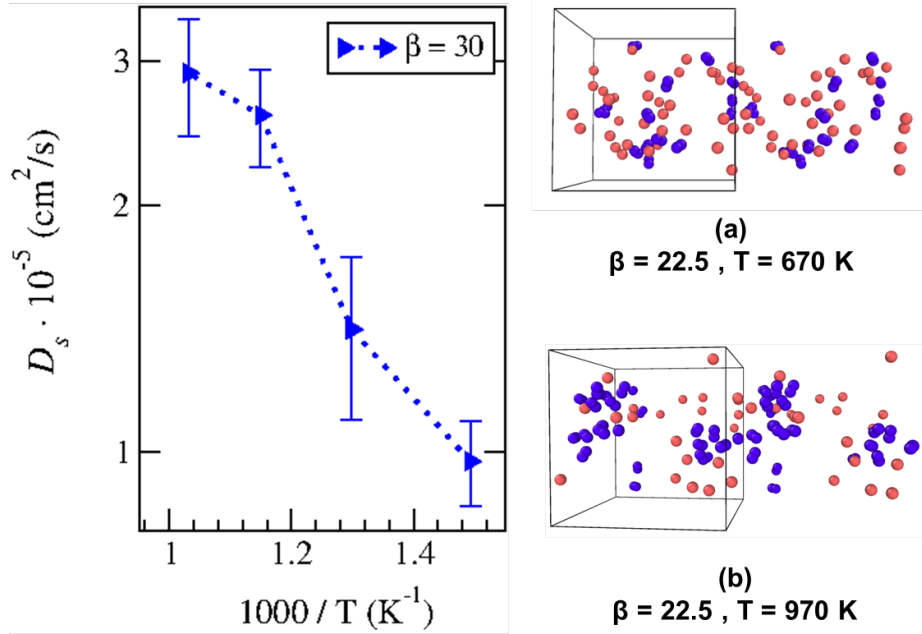 3
2
1
D_s · 10^-5 (cm^2/s)
β = 30
1 1.2 1.4
1000 / T (K^-1)
(a)
β = 22.5 , T = 670 K
(b)
β = 22.5 , T = 970 K